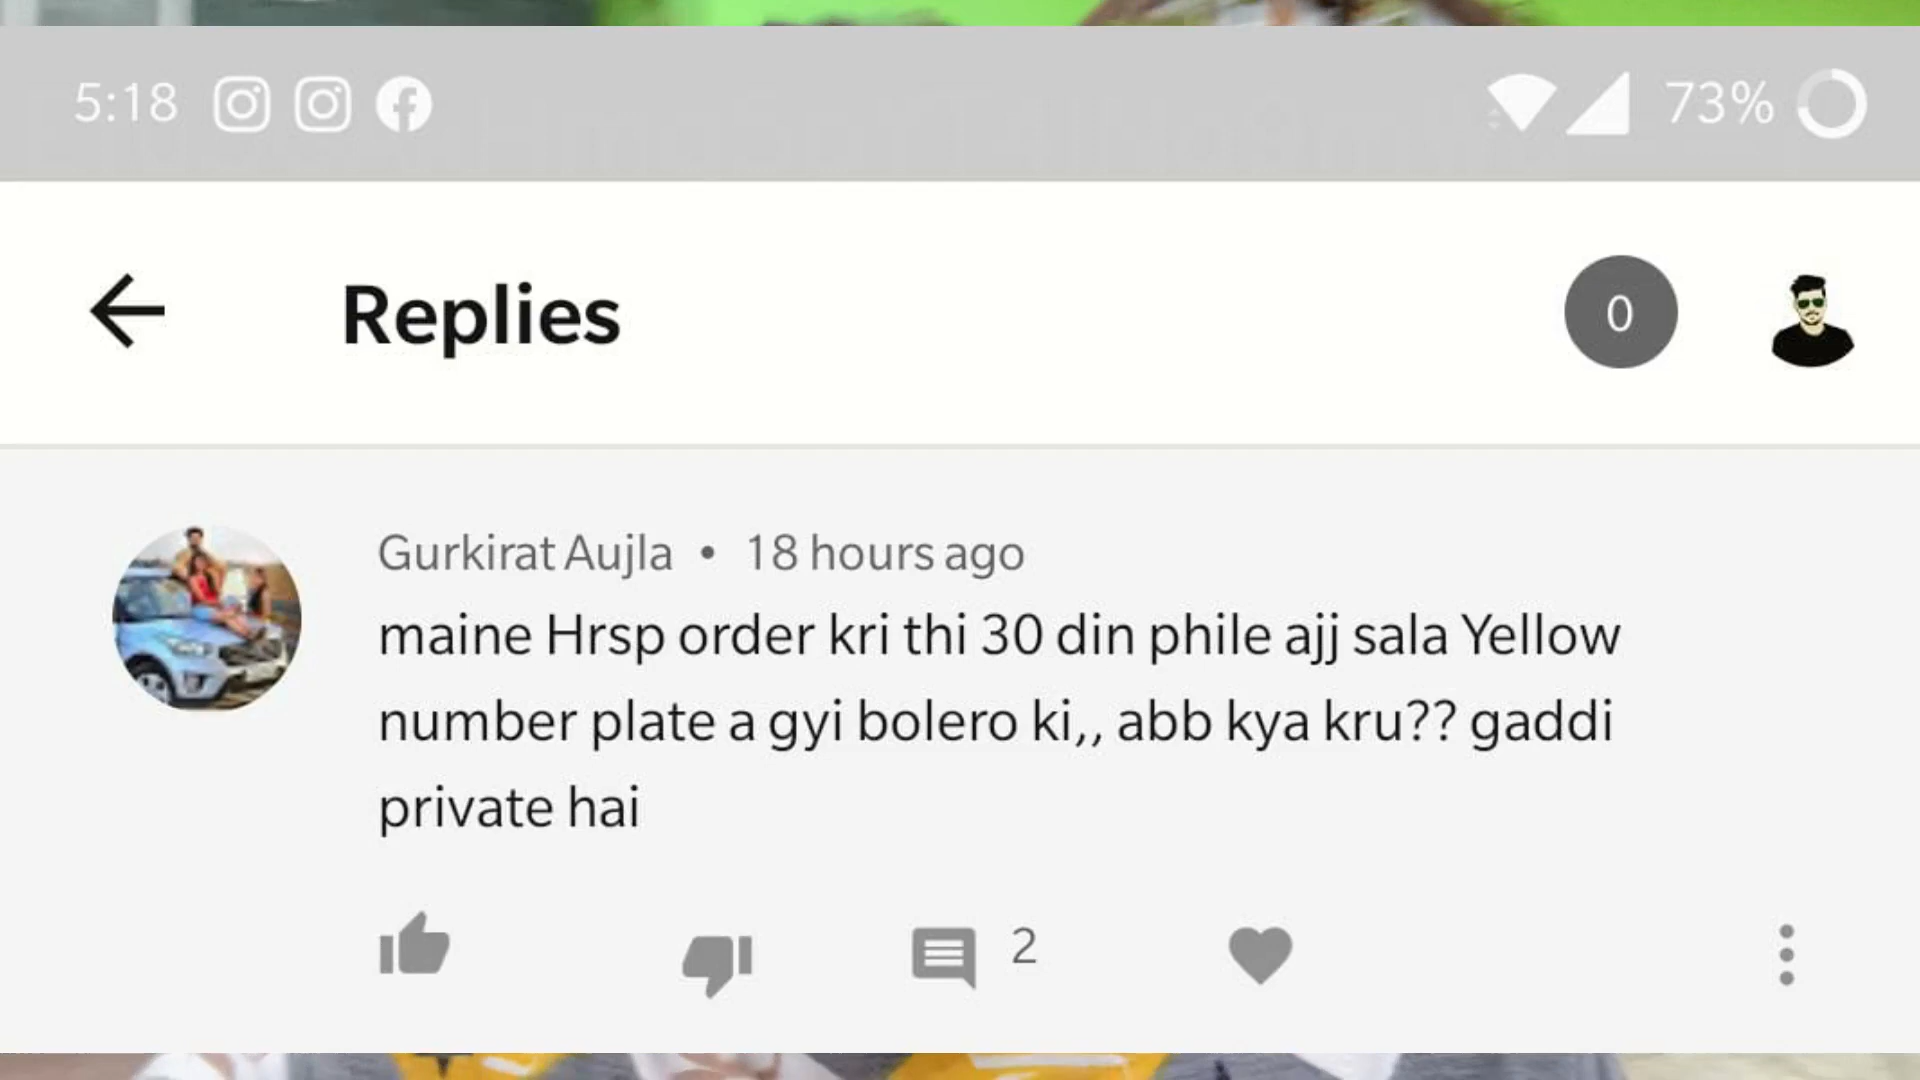 5:18 73%
Replies 0
Gurkirat Aujla • 18 hours ago
maine Hrsp order kri thi 30 din phile ajj sala Yellow
number plate a gyi bolero ki,, abb kya kru?? gaddi
private hai
2